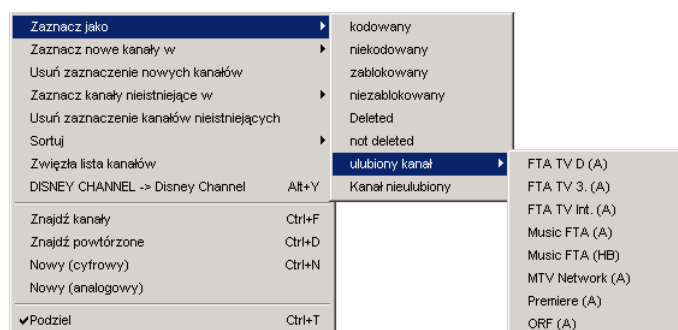 Zaznacz jako
Zaznacz nowe kanały w
Usuń zaznaczenie nowych kanałów
Zaznacz kanały nieistniejące w
Usuń zaznaczenie kanałów nieistniejących
Sortuj
Zwięzła lista kanałów
DISNEY CHANNEL -> Disney Channel Alt+Y
Znajdź kanały Ctrl+F
Znajdź powtórzone Ctrl+D
Nowy (cyfrowy) Ctrl+N
Nowy (analogowy)
✔Podziel Ctrl+T
kodowany
niekodowany
zablokowany
niezablokowany
Deleted
not deleted
ulubiony kanał
Kanał nieulubiony
FTA TV D (A)
FTA TV 3. (A)
FTA TV Int. (A)
Music FTA (A)
Music FTA (HB)
MTV Network (A)
Premiere (A)
ORF (A)